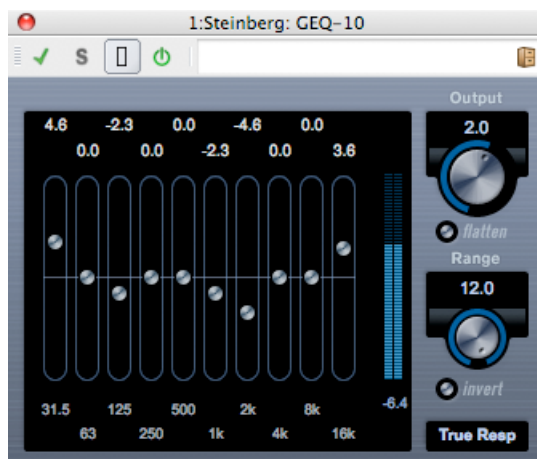 1:Steinberg: GEQ-10
S
Output
4.6 -2.3 0.0 -4.6 0.0
2.0
0.0 0.0 -2.3 0.0 3.6
flatten
Range
12.0
invert
31.5 125 500 2k 8k -6.4
63 250 1k 4k 16k
True Resp